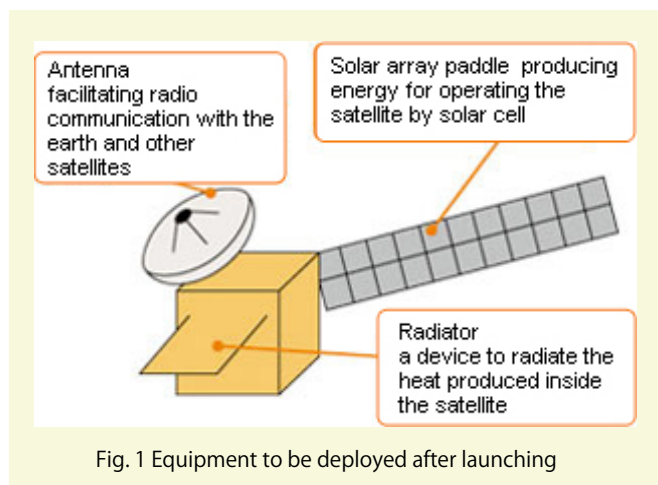 Antenna
facilitating radio
communication with the
earth and other
satellites
Solar array paddle producing
energy for operating the
satellite by solar cell
Radiator
a device to radiate the
heat produced inside
the satellite
Fig. 1 Equipment to be deployed after launching